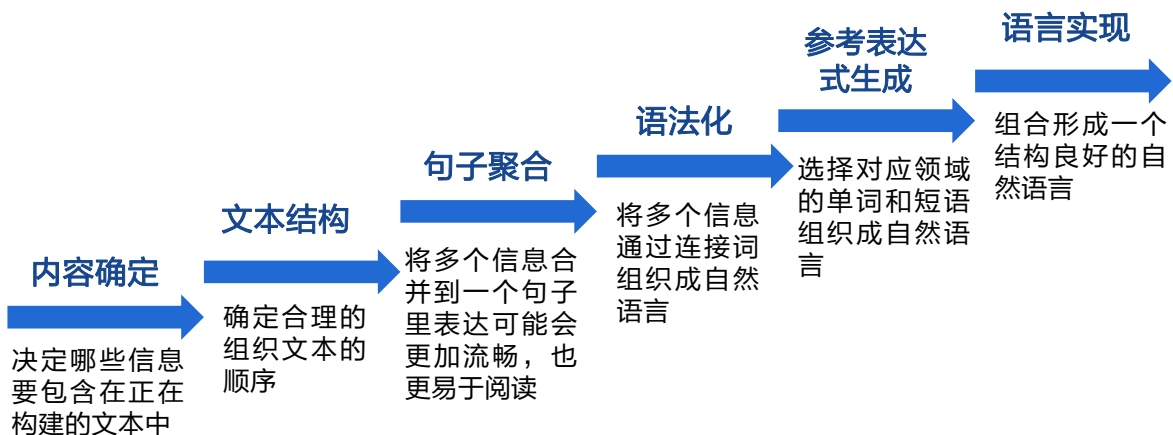 内容确定
决定哪些信息
要包含在正在
构建的文本中
文本结构
确定合理的
组织文本的
顺序
句子聚合
将多个信息合
并到一个句子
里表达可能会
更加流畅，也
更易于阅读
语法化
将多个信息
通过连接词
组织成自然
语言
参考表达
式生成
选择对应领域
的单词和短语
组织成自然语
言
语言实现
组合形成一个
结构良好的自
然语言